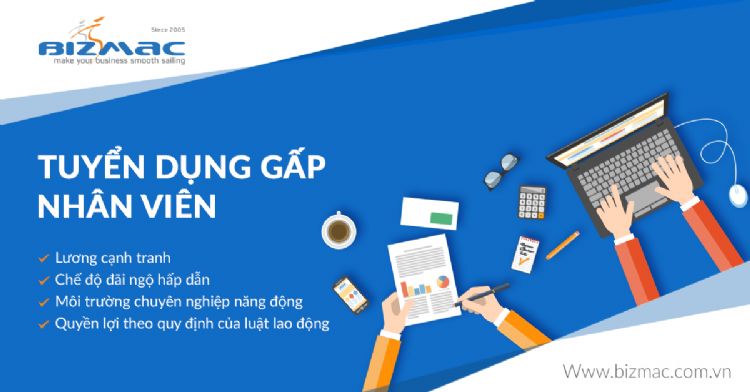 Since 2005
BIZMAC
make your business smooth sailing
TUYỂN DỤNG GẤP
NHÂN VIÊN
Lương cạnh tranh
Chế độ đãi ngộ hấp dẫn
Môi trường chuyên nghiệp năng động
Quyền lợi theo quy định của luật lao động
Www.bizmac.com.vn